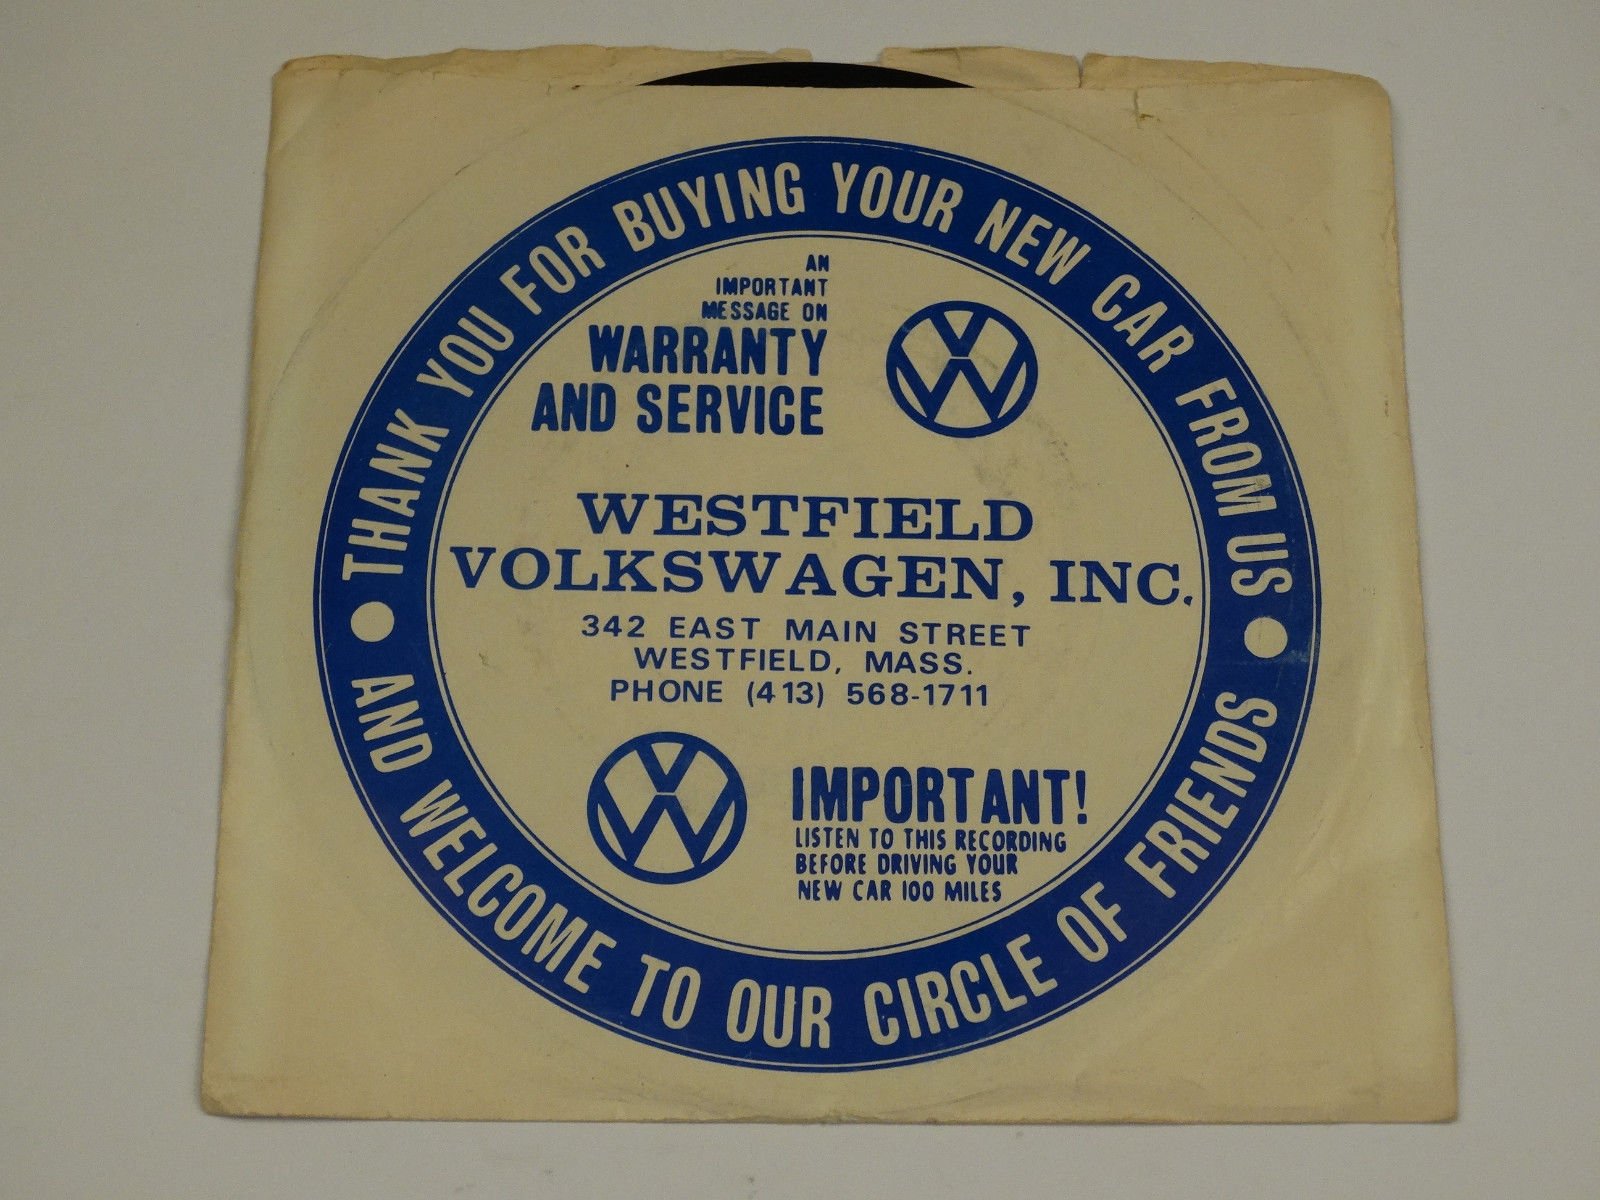 THANK YOU FOR BUYING YOUR NEW CAR FROM US
AN
IMPORTANT
MESSAGE ON
WARRANTY
AND SERVICE
WESTFIELD
VOLKSWAGEN, INC.
342 EAST MAIN STREET
WESTFIELD, MASS.
PHONE (413) 568-1711
IMPORTANT!
LISTEN TO THIS RECORDING
BEFORE DRIVING YOUR
NEW CAR 100 MILES
AND WELCOME TO OUR CIRCLE OF FRIENDS